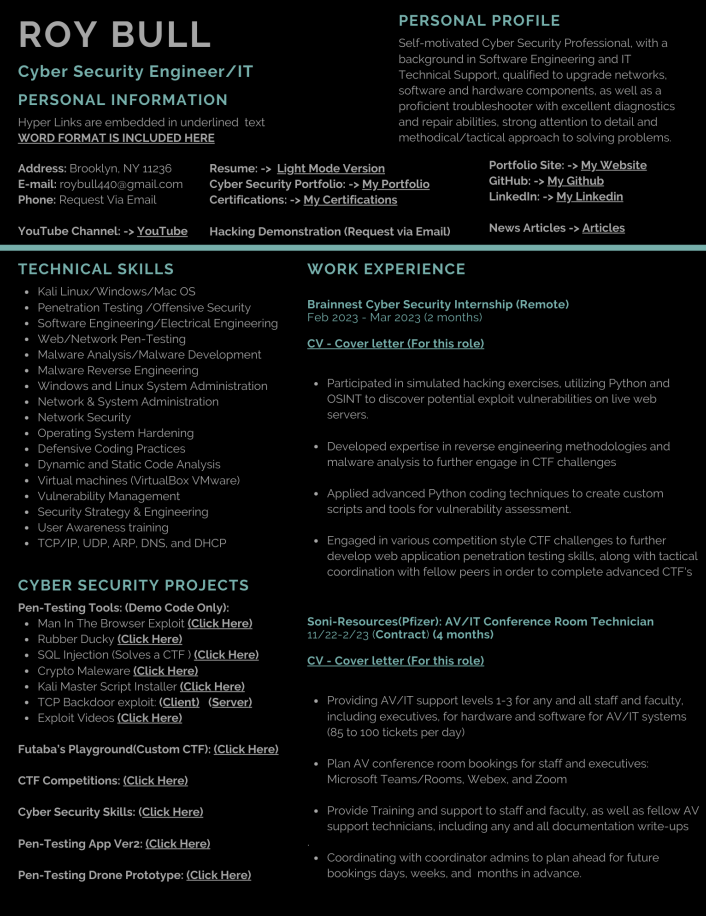 ROY BULL
Cyber Security Engineer/IT
PERSONAL INFORMATION
Hyper Links are embedded in underlined text
WORD FORMAT IS INCLUDED HERE
PERSONAL PROFILE
Self-motivated Cyber Security Professional, with a
background in Software Engineering and IT
Technical Support, qualified to upgrade networks,
software and hardware components, as well as a
proficient troubleshooter with excellent diagnostics
and repair abilities, strong attention to detail and
methodical/tactical approach to solving problems.
Address: Brooklyn, NY 11236
E-mail: roybull440@gmail.com
Phone: Request Via Email
YouTube Channel: -> YouTube
Resume: -> Light Mode Version
Cyber Security Portfolio: -> My Portfolio
Certifications: -> My Certifications
Hacking Demonstration (Request via Email)
Portfolio Site: -> My Website
GitHub: -> My Github
LinkedIn: -> My Linkedin
News Articles -> Articles
TECHNICAL SKILLS
• Kali Linux/Windows/Mac OS
• Penetration Testing /Offensive Security
• Software Engineering/Electrical Engineering
• Web/Network Pen-Testing
• Malware Analysis/Malware Development
• Malware Reverse Engineering
• Windows and Linux System Administration
• Network & System Administration
• Network Security
• Operating System Hardening
• Defensive Coding Practices
• Dynamic and Static Code Analysis
• Virtual machines (VirtualBox VMware)
• Vulnerability Management
• Security Strategy & Engineering
• User Awareness training
• TCP/IP, UDP, ARP, DNS, and DHCP
CYBER SECURITY PROJECTS
Pen-Testing Tools: (Demo Code Only):
• Man In The Browser Exploit (Click Here)
• Rubber Ducky (Click Here)
• SQL Injection (Solves a CTF ) (Click Here)
• Crypto Maleware (Click Here)
• Kali Master Script Installer (Click Here)
• TCP Backdoor exploit: (Client) (Server)
• Exploit Videos (Click Here)
Futaba's Playground(Custom CTF): (Click Here)
CTF Competitions: (Click Here)
Cyber Security Skills: (Click Here)
Pen-Testing App Ver2: (Click Here)
Pen-Testing Drone Prototype: (Click Here)
WORK EXPERIENCE
Brainnest Cyber Security Internship (Remote)
Feb 2023 - Mar 2023 (2 months)
CV - Cover letter (For this role)
• Participated in simulated hacking exercises, utilizing Python and
OSINT to discover potential exploit vulnerabilities on live web
servers.
• Developed expertise in reverse engineering methodologies and
malware analysis to further engage in CTF challenges
• Applied advanced Python coding techniques to create custom
scripts and tools for vulnerability assessment.
• Engaged in various competition style CTF challenges to further
develop web application penetration testing skills, along with tactical
coordination with fellow peers in order to complete advanced CTF's
Soni-Resources(Pfizer): AV/IT Conference Room Technician
11/22-2/23 (Contract) (4 months)
CV - Cover letter (For this role)
• Providing AV/IT support levels 1-3 for any and all staff and faculty,
including executives, for hardware and software for AV/IT systems
(85 to 100 tickets per day)
• Plan AV conference room bookings for staff and executives:
Microsoft Teams/Rooms, Webex, and Zoom
• Provide Training and support to staff and faculty, as well as fellow AV
support technicians, including any and all documentation write-ups
.
• Coordinating with coordinator admins to plan ahead for future
bookings days, weeks, and months in advance.